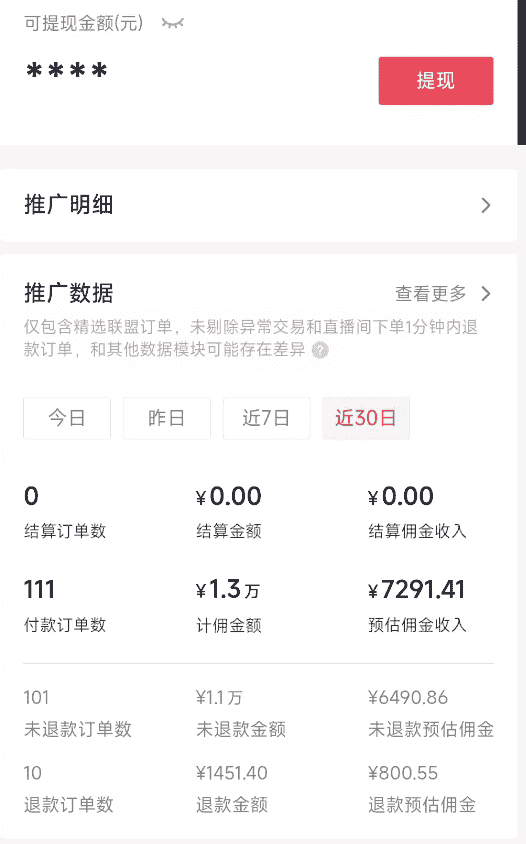 可提现金额(元)
****
提现
推广明细
推广数据
查看更多
仅包含精选联盟订单，未剔除异常交易和直播间下单1分钟内退
款订单，和其他数据模块可能存在差异 ?
今日 昨日 近7日 近30日
0 ¥0.00 ¥0.00
结算订单数 结算金额 结算佣金收入
111 ¥1.3万 ¥7291.41
付款订单数 计佣金额 预估佣金收入
101 ¥1.1万 ¥6490.86
未退款订单数 未退款金额 未退款预估佣金
10 ¥1451.40 ¥800.55
退款订单数 退款金额 退款预估佣金